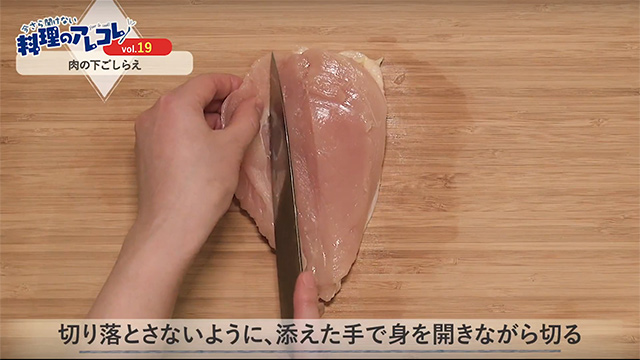 今さら聞けない
料理のアレコレ
vol.19
肉の下ごしらえ
切り落とさないように、添えた手で身を開きながら切る